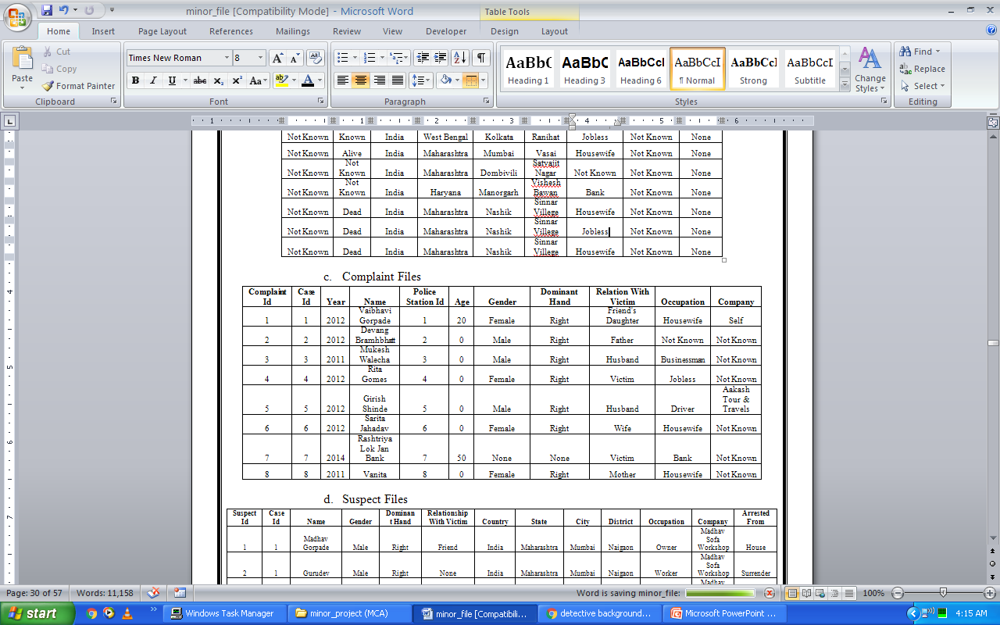 minor_file [Compatibility Mode] - Microsoft Word Table Tools
Home Insert Page Layout References Mailings Review View Developer Design Layout
Cut
Copy
Format Painter
Paste
Clipboard
Times New Roman 8
B I U abc x₂ x² Aa ab A
Font
Paragraph
AaBb( AaBbC AaBbCcI AaBbCcI AaBbCcl AaBbCcI
Heading 1 Heading 3 Heading 6 ¶ Normal Strong Subtitle
Change Styles
Styles
Find
Replace
Select
Editing
1 1 2 3 4 5 6
Not Known Known India West Bengal Kolkata Ranihat Jobless Not Known None
Not Known Alive India Maharashtra Mumbai Vasai Housewife Not Known None
Not Known Not Known India Maharashtra Dombivili Satyajit Nagar Not Known Not Known None
Not Known Not Known India Haryana Manorgarh Vishesh Bawan Bank Not Known None
Not Known Dead India Maharashtra Nashik Sinnar Villege Housewife Not Known None
Not Known Dead India Maharashtra Nashik Sinnar Villege Jobless Not Known None
Not Known Dead India Maharashtra Nashik Sinnar Villege Housewife Not Known None
c. Complaint Files
Complaint Id Case Id Year Name Police Station Id Age Gender Dominant Hand Relation With Victim Occupation Company
1 1 2012 Vaibhavi Gorpade 1 20 Female Right Friend's Daughter Housewife Self
2 2 2012 Devang Bramhbhatt 2 0 Male Right Father Not Known Not Known
3 3 2011 Mukesh Walecha 3 0 Male Right Husband Businessman Not Known
4 4 2012 Rita Gomes 4 0 Female Right Victim Jobless Not Known
5 5 2012 Girish Shinde 5 0 Male Right Husband Driver Aakash Tour & Travels
6 6 2012 Sarita Jahadav 6 0 Female Right Wife Housewife Not Known
7 7 2014 Rashtriya Lok Jan Bank 7 50 None None Victim Bank Not Known
8 8 2011 Vanita 8 0 Female Right Mother Housewife Not Known
d. Suspect Files
Suspect Id Case Id Name Gender Dominan t Hand Relationship With Victim Country State City District Occupation Company Arrested From
1 1 Madhav Gorpade Male Right Friend India Maharashtra Mumbai Naigaon Owner Madhav Sofa Workshop House
2 1 Gurudev Male Right None India Maharashtra Mumbai Naigaon Worker Madhav Sofa Workshop Surrender
Page: 30 of 57 Words: 11,158 Word is saving minor_file: 100%
start Windows Task Manager minor_project (MCA) minor_file [Compatibili... detective background... Microsoft PowerPoint ... 4:15 AM